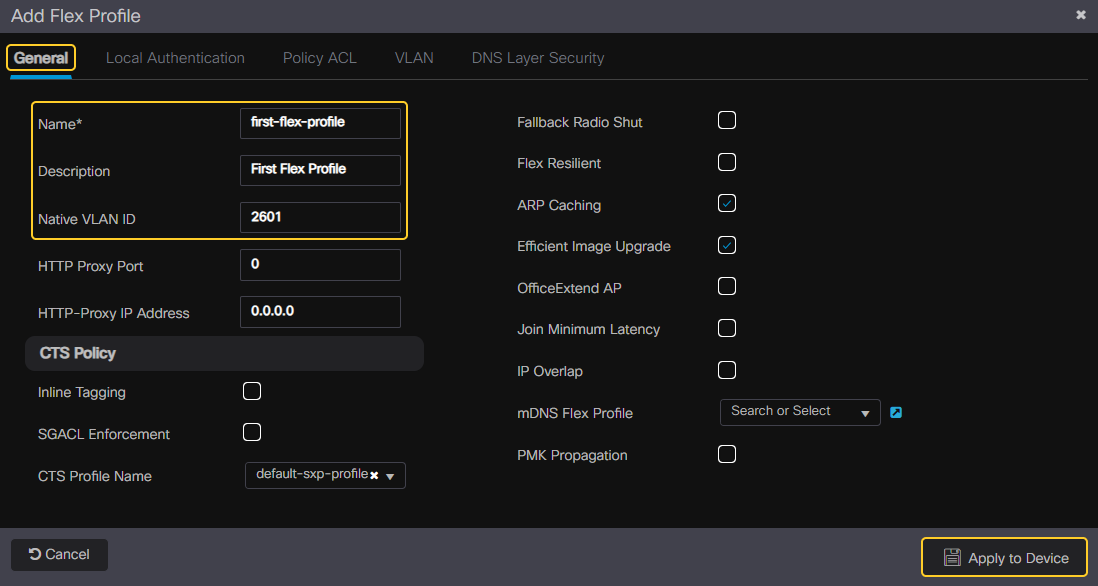 Add Flex Profile
General Local Authentication Policy ACL VLAN DNS Layer Security
Name* first-flex-profile
Description First Flex Profile
Native VLAN ID 2601
HTTP Proxy Port 0
HTTP-Proxy IP Address 0.0.0.0
CTS Policy
Inline Tagging
SGACL Enforcement
CTS Profile Name default-sxp-profile
Fallback Radio Shut
Flex Resilient
ARP Caching
Efficient Image Upgrade
OfficeExtend AP
Join Minimum Latency
IP Overlap
mDNS Flex Profile Search or Select
PMK Propagation
Cancel Apply to Device